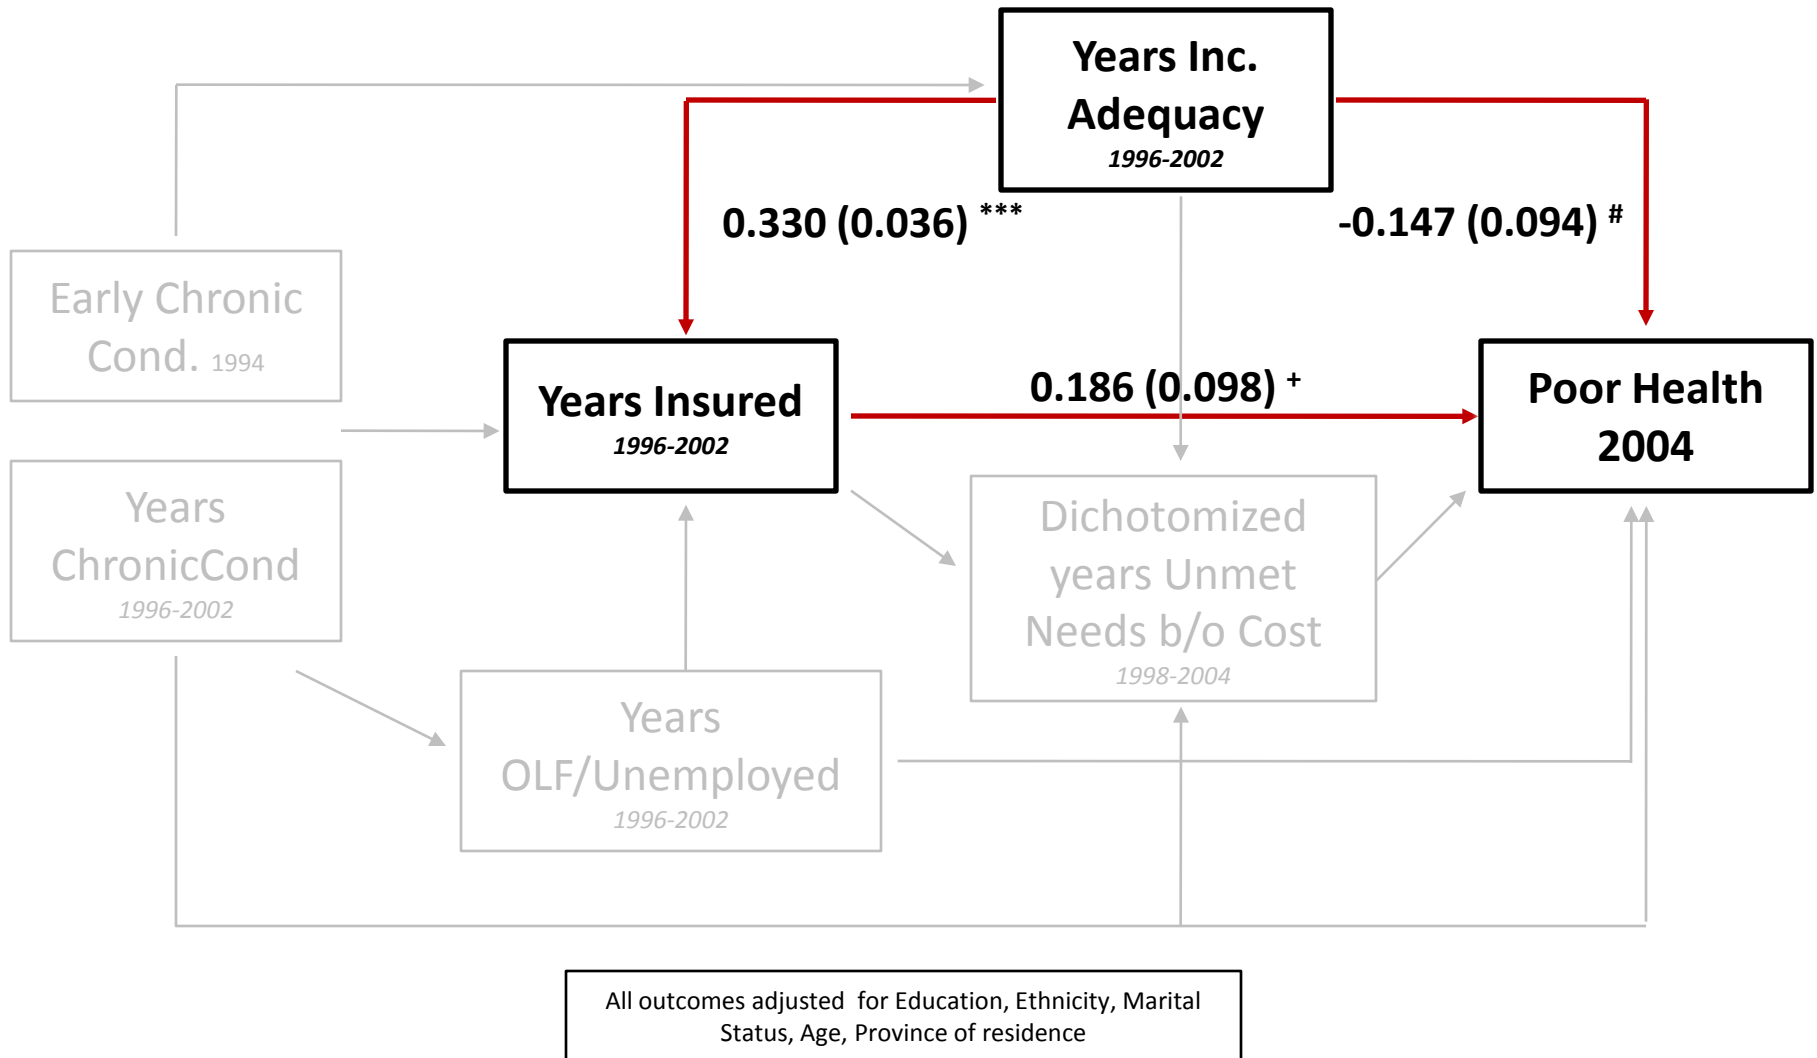 Years Inc.
Adequacy
1996-2002
0.330 (0.036) ***
-0.147 (0.094) #
Early Chronic
Cond. 1994
Years Insured
1996-2002
0.186 (0.098) +
Poor Health
2004
Years
ChronicCond
1996-2002
Dichotomized
years Unmet
Needs b/o Cost
1998-2004
Years
OLF/Unemployed
1996-2002
All outcomes adjusted for Education, Ethnicity, Marital
Status, Age, Province of residence